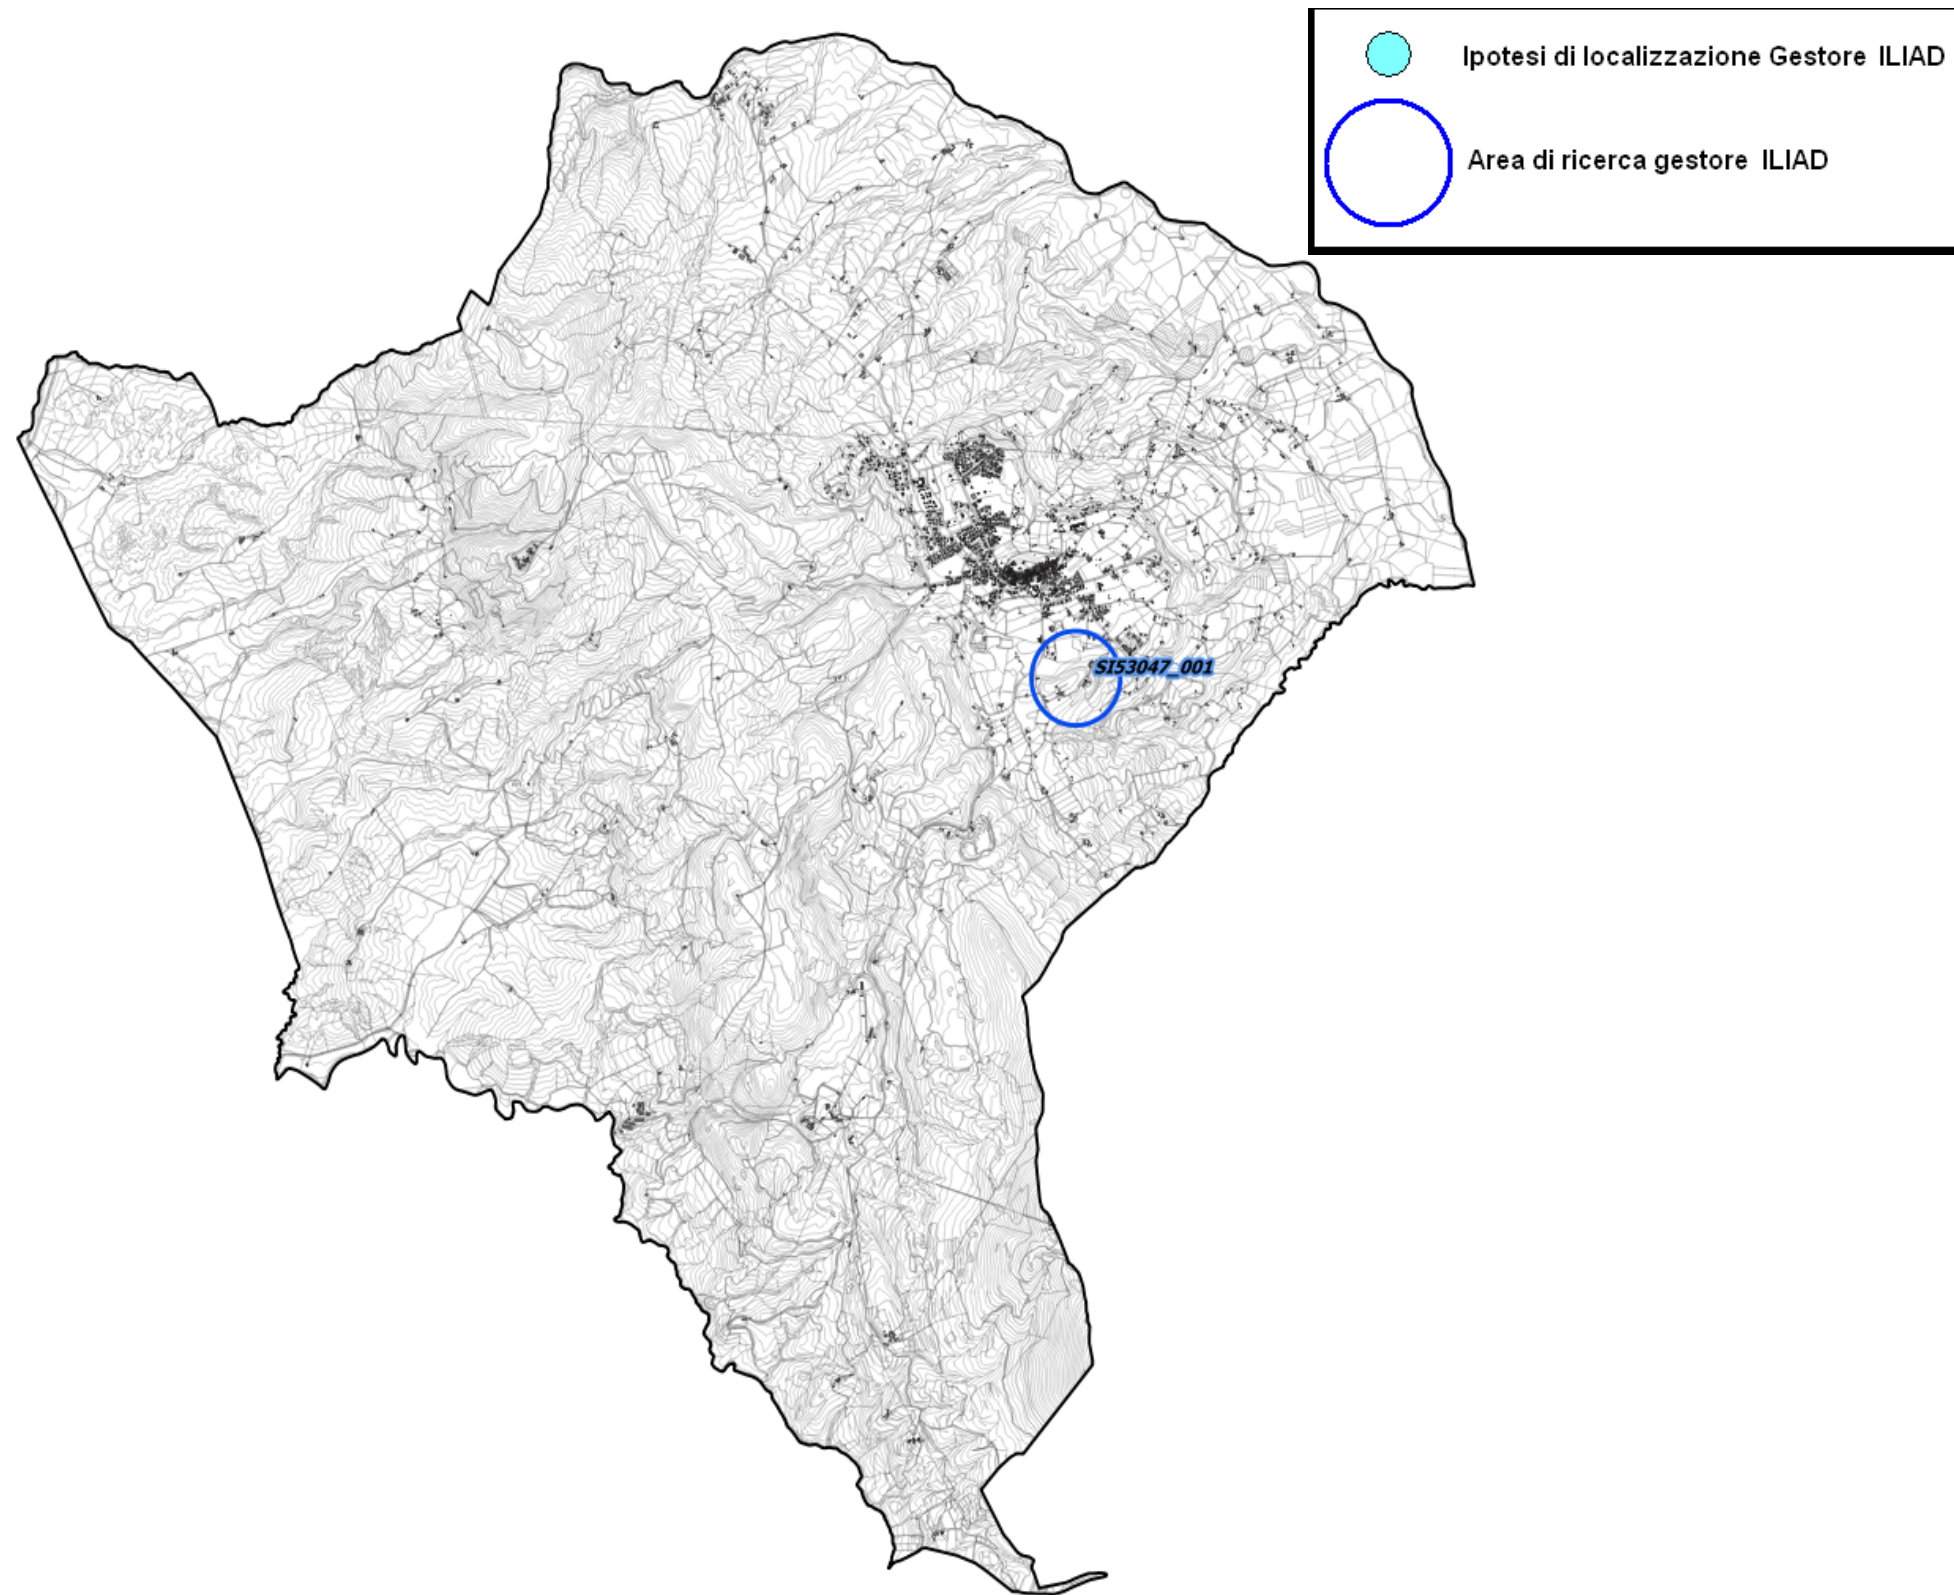 Ipotesi di localizzazione Gestore ILIAD
Area di ricerca gestore ILIAD
SI53047_001